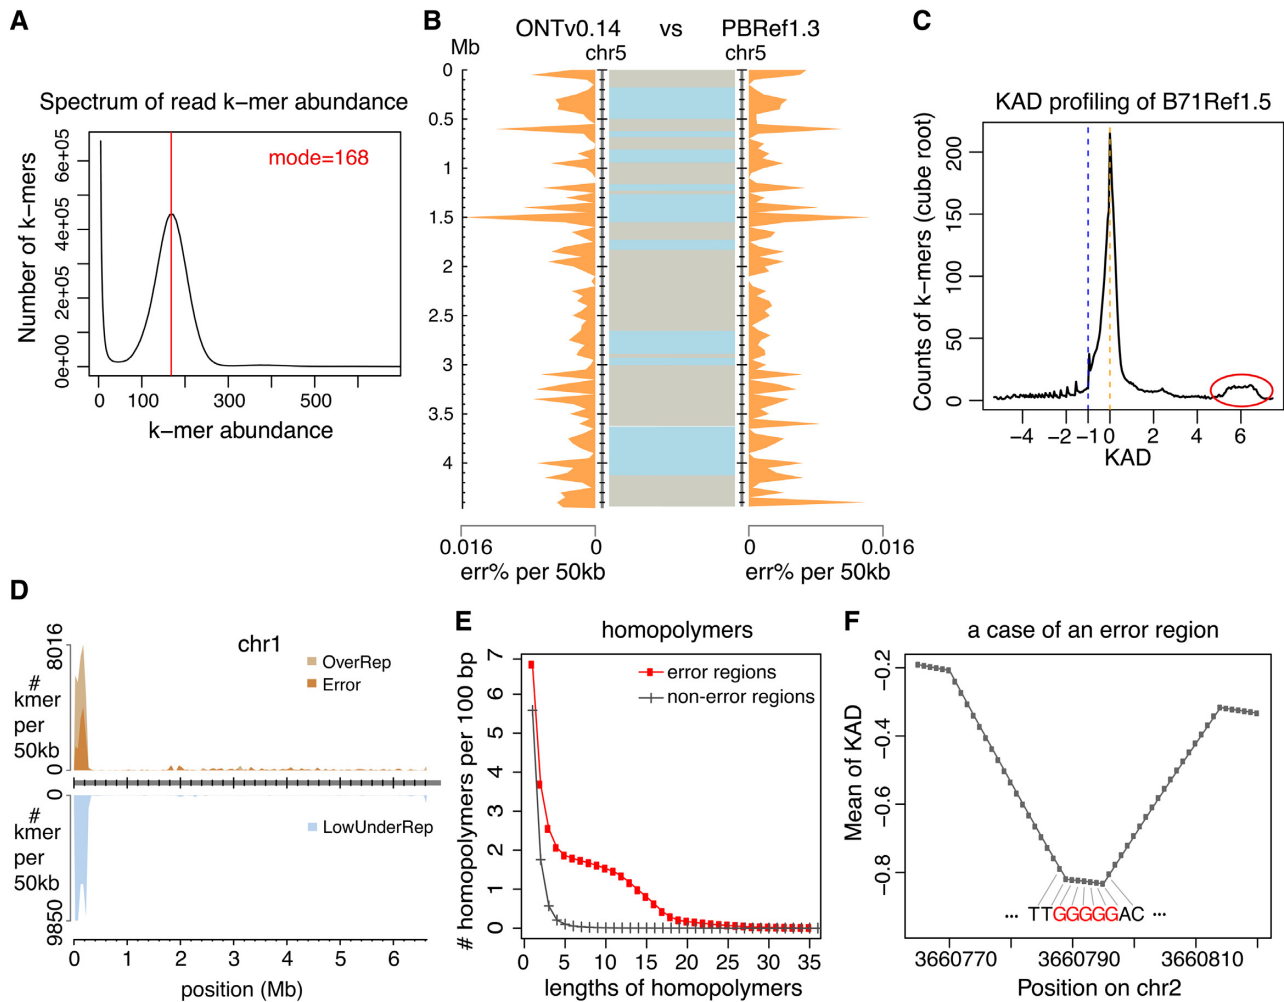 A
Spectrum of read k−mer abundance
mode=168
Number of k−mers
0e+00 2e+05 4e+05 6e+05
0 100 300 500
k−mer abundance
B
ONTv0.14 vs PBRef1.3
Mb chr5 chr5
0
0.5
1
1.5
2
2.5
3
3.5
4
0.016 0 0 0.016
err% per 50kb err% per 50kb
C
KAD profiling of B71Ref1.5
Counts of k−mers (cube root)
0 50 100 150 200
−4 −2 −1 0 2 4 6
KAD
D
chr1
8016
# kmer per 50kb
0
OverRep
Error
0
# kmer per 50kb
9850
LowUnderRep
0 1 2 3 4 5 6
position (Mb)
E
homopolymers
error regions
non−error regions
# homopolymers per 100 bp
0 1 2 3 4 5 6 7
0 5 10 15 20 25 30 35
lengths of homopolymers
F
a case of an error region
Mean of KAD
−0.8 −0.6 −0.4 −0.2
... TTGGGGGAC ...
3660770 3660790 3660810
Position on chr2